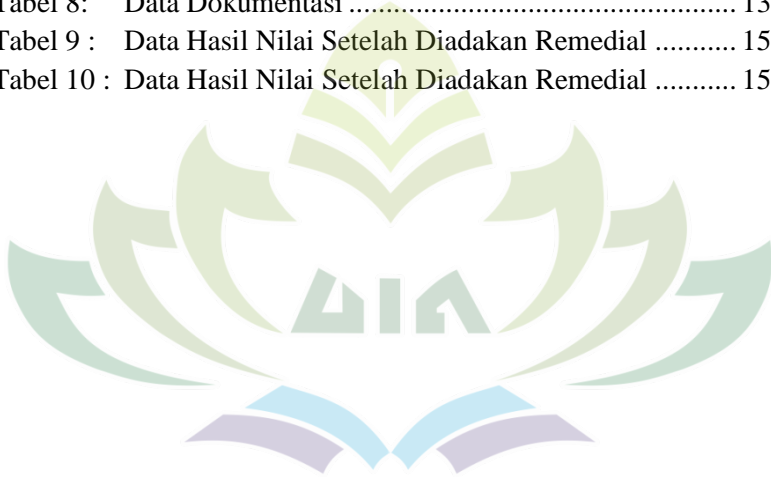 Tabel 8: Data Dokumentasi ........................................................ 13
Tabel 9 : Data Hasil Nilai Setelah Diadakan Remedial ........... 15
Tabel 10 : Data Hasil Nilai Setelah Diadakan Remedial ........... 15
UIN